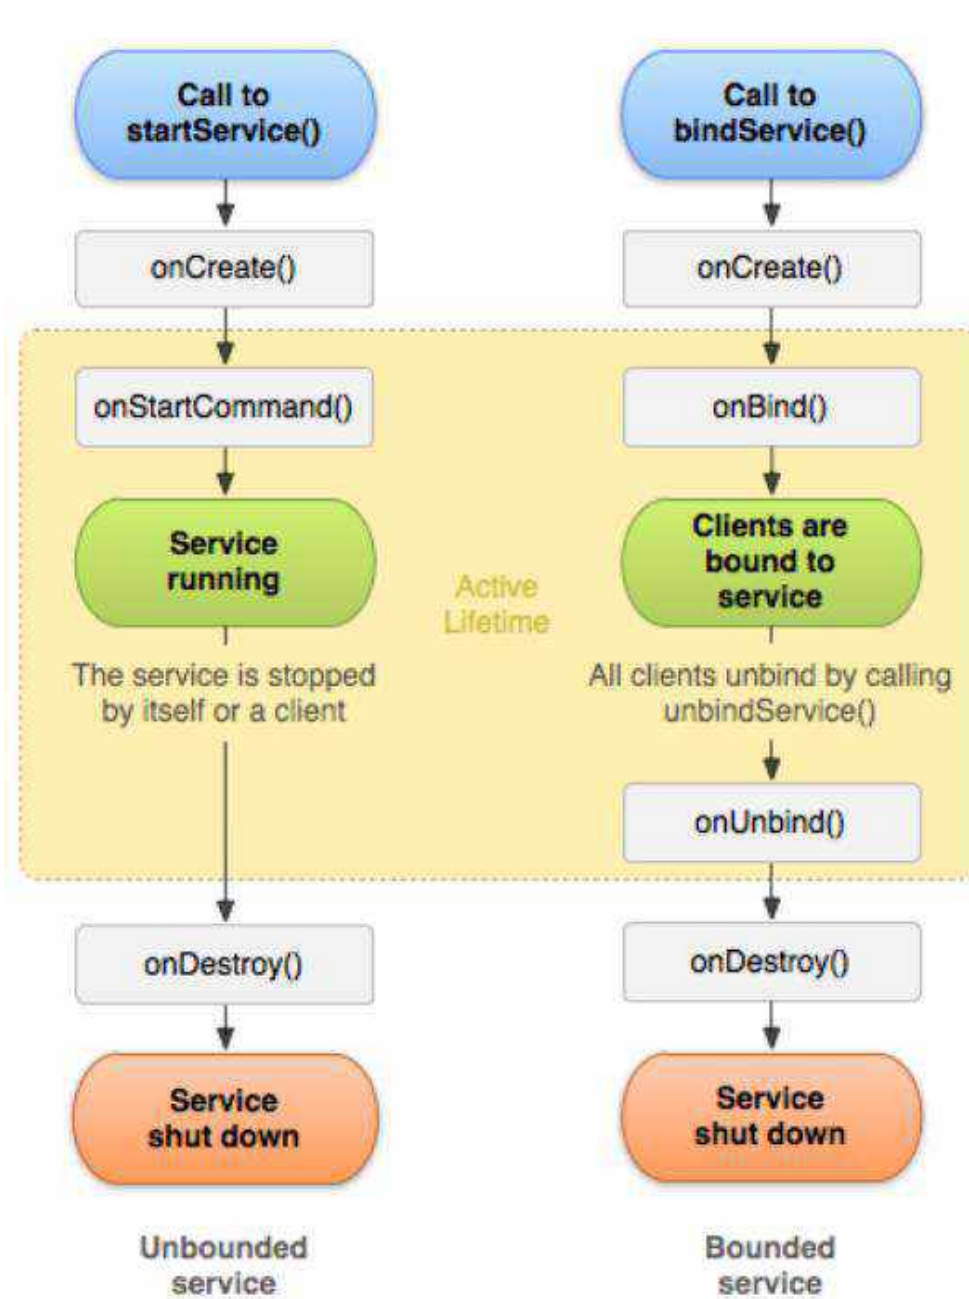 Call to
startService()
onCreate()
onStartCommand()
Service
running
The service is stopped
by itself or a client
onDestroy()
Service
shut down
Unbounded
service
Active
Lifetime
Call to
bindService()
onCreate()
onBind()
Clients are
bound to
service
All clients unbind by calling
unbindService()
onUnbind()
onDestroy()
Service
shut down
Bounded
service